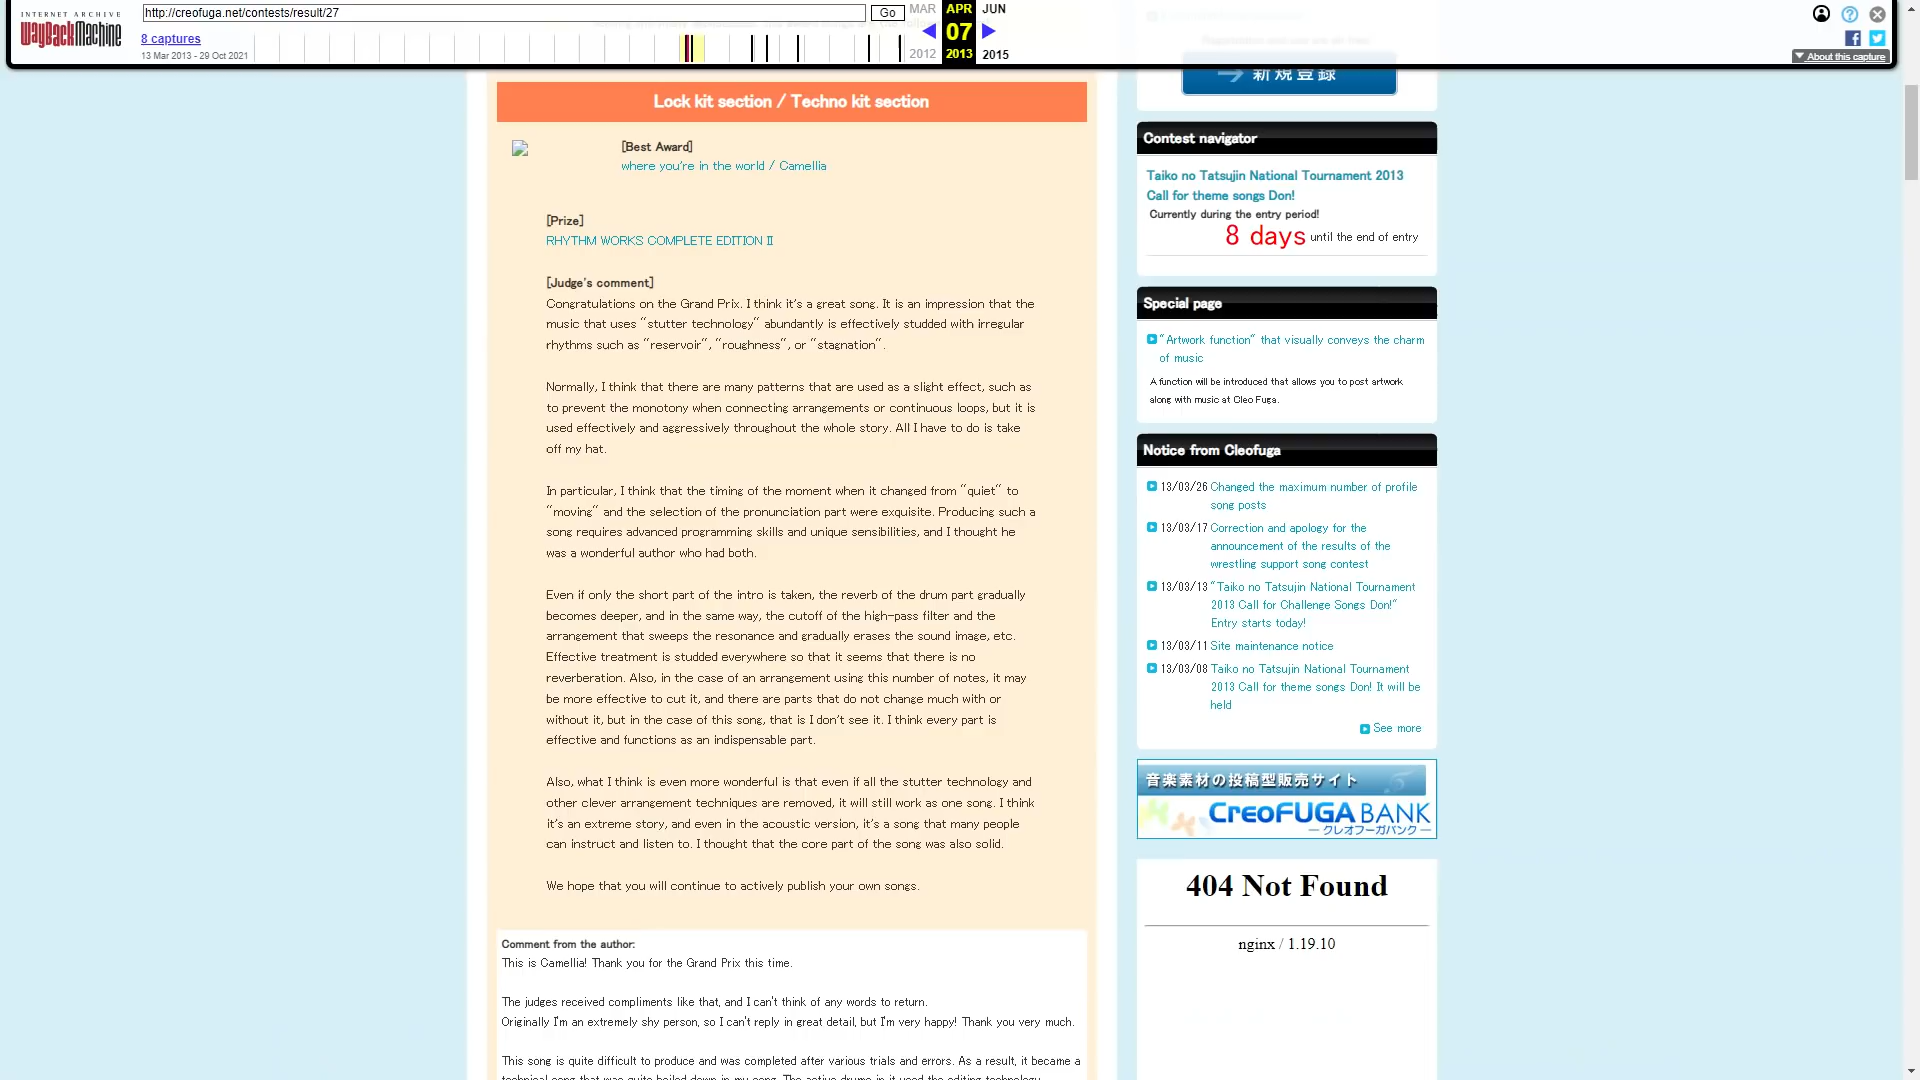 INTERNET ARCHIVE
WayBackMachine
http://creofuga.net/contests/result/27
Go
MAR
APR
JUN
8 captures
07
13 Mar 2013 - 29 Oct 2021
2012
2013
2015
About this capture
Lock kit section / Techno kit section
[Best Award]
where you're in the world / Camellia
[Prize]
RHYTHM WORKS COMPLETE EDITION II
[Judge's comment]
Congratulations on the Grand Prix. I think it's a great song. It is an impression that the
music that uses "stutter technology" abundantly is effectively studded with irregular
rhythms such as "reservoir", "roughness", or "stagnation".
Normally, I think that there are many patterns that are used as a slight effect, such as
to prevent the monotony when connecting arrangements or continuous loops, but it is
used effectively and aggressively throughout the whole story. All I have to do is take
off my hat.
In particular, I think that the timing of the moment when it changed from "quiet" to
"moving" and the selection of the pronunciation part were exquisite. Producing such a
song requires advanced programming skills and unique sensibilities, and I thought he
was a wonderful author who had both.
Even if only the short part of the intro is taken, the reverb of the drum part gradually
becomes deeper, and in the same way, the cutoff of the high-pass filter and the
arrangement that sweeps the resonance and gradually erases the sound image, etc.
Effective treatment is studded everywhere so that it seems that there is no
reverberation. Also, in the case of an arrangement using this number of notes, it may
be more effective to cut it, and there are parts that do not change much with or
without it, but in the case of this song, that is I don't see it. I think every part is
effective and functions as an indispensable part.
Also, what I think is even more wonderful is that even if all the stutter technology and
other clever arrangement techniques are removed, it will still work as one song. I think
it's an extreme story, and even in the acoustic version, it's a song that many people
can instruct and listen to. I thought that the core part of the song was also solid.
We hope that you will continue to actively publish your own songs.
Comment from the author:
This is Camellia! Thank you for the Grand Prix this time.
The judges received compliments like that, and I can't think of any words to return.
Originally I'm an extremely shy person, so I can't reply in great detail, but I'm very happy! Thank you very much.
This song is quite difficult to produce and was completed after various trials and errors. As a result, it became a
technical song that was quite boiled down in my song. The active drums in it used the editing technology
新規登録
Contest navigator
Taiko no Tatsujin National Tournament 2013
Call for theme songs Don!
Currently during the entry period!
8 days until the end of entry
Special page
"Artwork function" that visually conveys the charm
of music
A function will be introduced that allows you to post artwork
along with music at Cleo Fuga.
Notice from Cleofuga
13/03/26 Changed the maximum number of profile
song posts
13/03/17 Correction and apology for the
announcement of the results of the
wrestling support song contest
13/03/13 "Taiko no Tatsujin National Tournament
2013 Call for Challenge Songs Don!"
Entry starts today!
13/03/11 Site maintenance notice
13/03/08 Taiko no Tatsujin National Tournament
2013 Call for theme songs Don! It will be
held
See more
音楽素材の投稿型販売サイト
CreoFUGA BANK
クレオフーガバンク
404 Not Found
nginx / 1.19.10